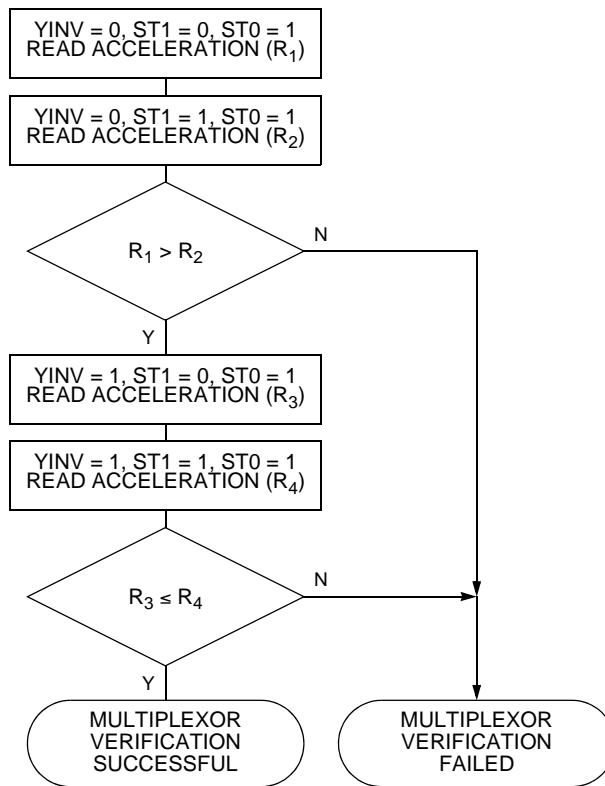 YINV = 0, ST1 = 0, ST0 = 1
READ ACCELERATION (R1)
YINV = 0, ST1 = 1, ST0 = 1
READ ACCELERATION (R2)
R1 > R2
N
Y
YINV = 1, ST1 = 0, ST0 = 1
READ ACCELERATION (R3)
YINV = 1, ST1 = 1, ST0 = 1
READ ACCELERATION (R4)
R3 ≤ R4
N
Y
MULTIPLEXOR
VERIFICATION
SUCCESSFUL
MULTIPLEXOR
VERIFICATION
FAILED